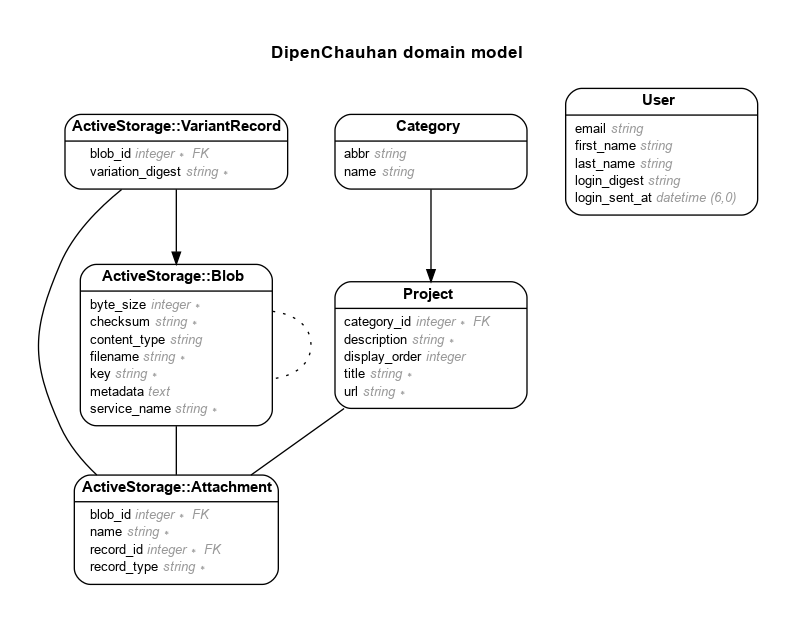 DipenChauhan domain model
ActiveStorage::VariantRecord
blob_id integer ∗ FK
variation_digest string ∗
Category
abbr string
name string
User
email string
first_name string
last_name string
login_digest string
login_sent_at datetime (6,0)
ActiveStorage::Blob
byte_size integer ∗
checksum string ∗
content_type string
filename string ∗
key string ∗
metadata text
service_name string ∗
Project
category_id integer ∗ FK
description string ∗
display_order integer
title string ∗
url string ∗
ActiveStorage::Attachment
blob_id integer ∗ FK
name string ∗
record_id integer ∗ FK
record_type string ∗